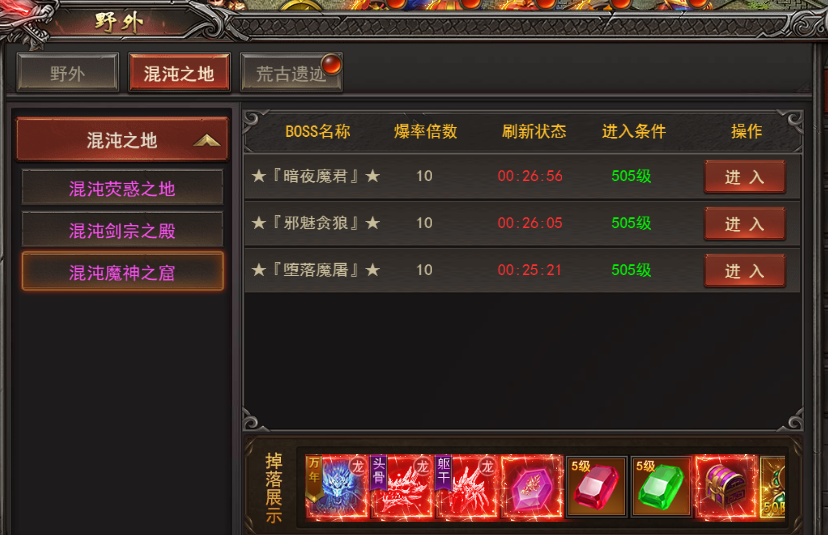 野外
野外 混沌之地 荒古遗迹
混沌之地
混沌荧惑之地
混沌剑宗之殿
混沌魔神之窟
BOSS名称 爆率倍数 刷新状态 进入条件 操作
★『暗夜魔君』★ 10 00:26:56 505级 进入
★『邪魅贪狼』★ 10 00:26:05 505级 进入
★『堕落魔屠』★ 10 00:25:21 505级 进入
掉落展示
万年 龙 头骨 龙 躯干 龙 5级 5级